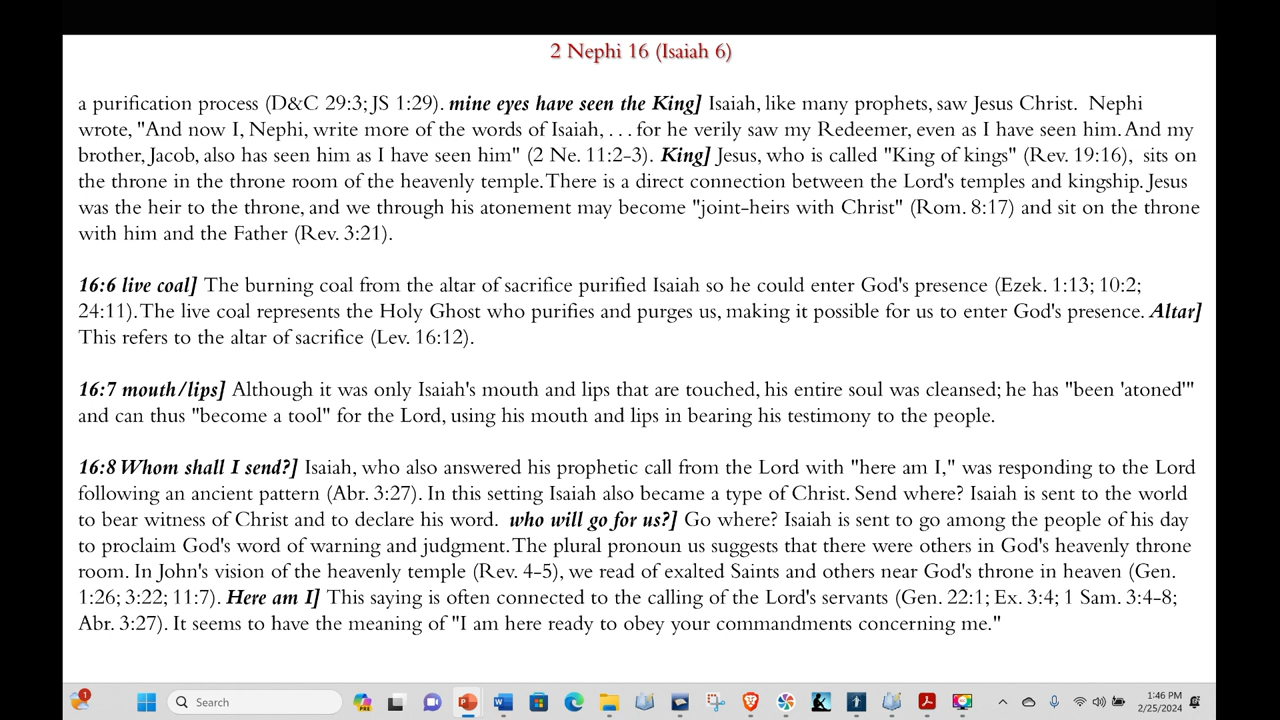 2 Nephi 16 (Isaiah 6)
a purification process (D&C 29:3; JS 1:29). mine eyes have seen the King] Isaiah, like many prophets, saw Jesus Christ. Nephi
wrote, "And now I, Nephi, write more of the words of Isaiah, . . . for he verily saw my Redeemer, even as I have seen him. And my
brother, Jacob, also has seen him as I have seen him" (2 Ne. 11:2-3). King] Jesus, who is called "King of kings" (Rev. 19:16), sits on
the throne in the throne room of the heavenly temple. There is a direct connection between the Lord's temples and kingship. Jesus
was the heir to the throne, and we through his atonement may become "joint-heirs with Christ" (Rom. 8:17) and sit on the throne
with him and the Father (Rev. 3:21).
16:6 live coal] The burning coal from the altar of sacrifice purified Isaiah so he could enter God's presence (Ezek. 1:13; 10:2;
24:11). The live coal represents the Holy Ghost who purifies and purges us, making it possible for us to enter God's presence. Altar]
This refers to the altar of sacrifice (Lev. 16:12).
16:7 mouth/lips] Although it was only Isaiah's mouth and lips that are touched, his entire soul was cleansed; he has "been 'atoned'"
and can thus "become a tool" for the Lord, using his mouth and lips in bearing his testimony to the people.
16:8 Whom shall I send?] Isaiah, who also answered his prophetic call from the Lord with "here am I," was responding to the Lord
following an ancient pattern (Abr. 3:27). In this setting Isaiah also became a type of Christ. Send where? Isaiah is sent to the world
to bear witness of Christ and to declare his word. who will go for us?] Go where? Isaiah is sent to go among the people of his day
to proclaim God's word of warning and judgment. The plural pronoun us suggests that there were others in God's heavenly throne
room. In John's vision of the heavenly temple (Rev. 4-5), we read of exalted Saints and others near God's throne in heaven (Gen.
1:26; 3:22; 11:7). Here am I] This saying is often connected to the calling of the Lord's servants (Gen. 22:1; Ex. 3:4; 1 Sam. 3:4-8;
Abr. 3:27). It seems to have the meaning of "I am here ready to obey your commandments concerning me."
1
Search
PRE
1:46 PM
2/25/2024